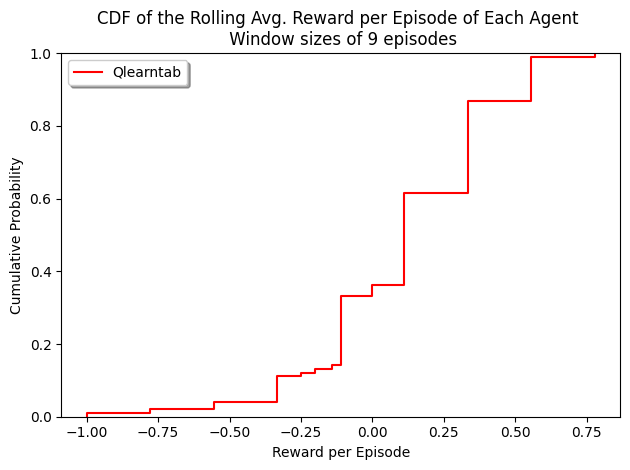 CDF of the Rolling Avg. Reward per Episode of Each Agent
Window sizes of 9 episodes
Qlearntab
Cumulative Probability
1.0
0.8
0.6
0.4
0.2
0.0
−1.00 −0.75 −0.50 −0.25 0.00 0.25 0.50 0.75
Reward per Episode